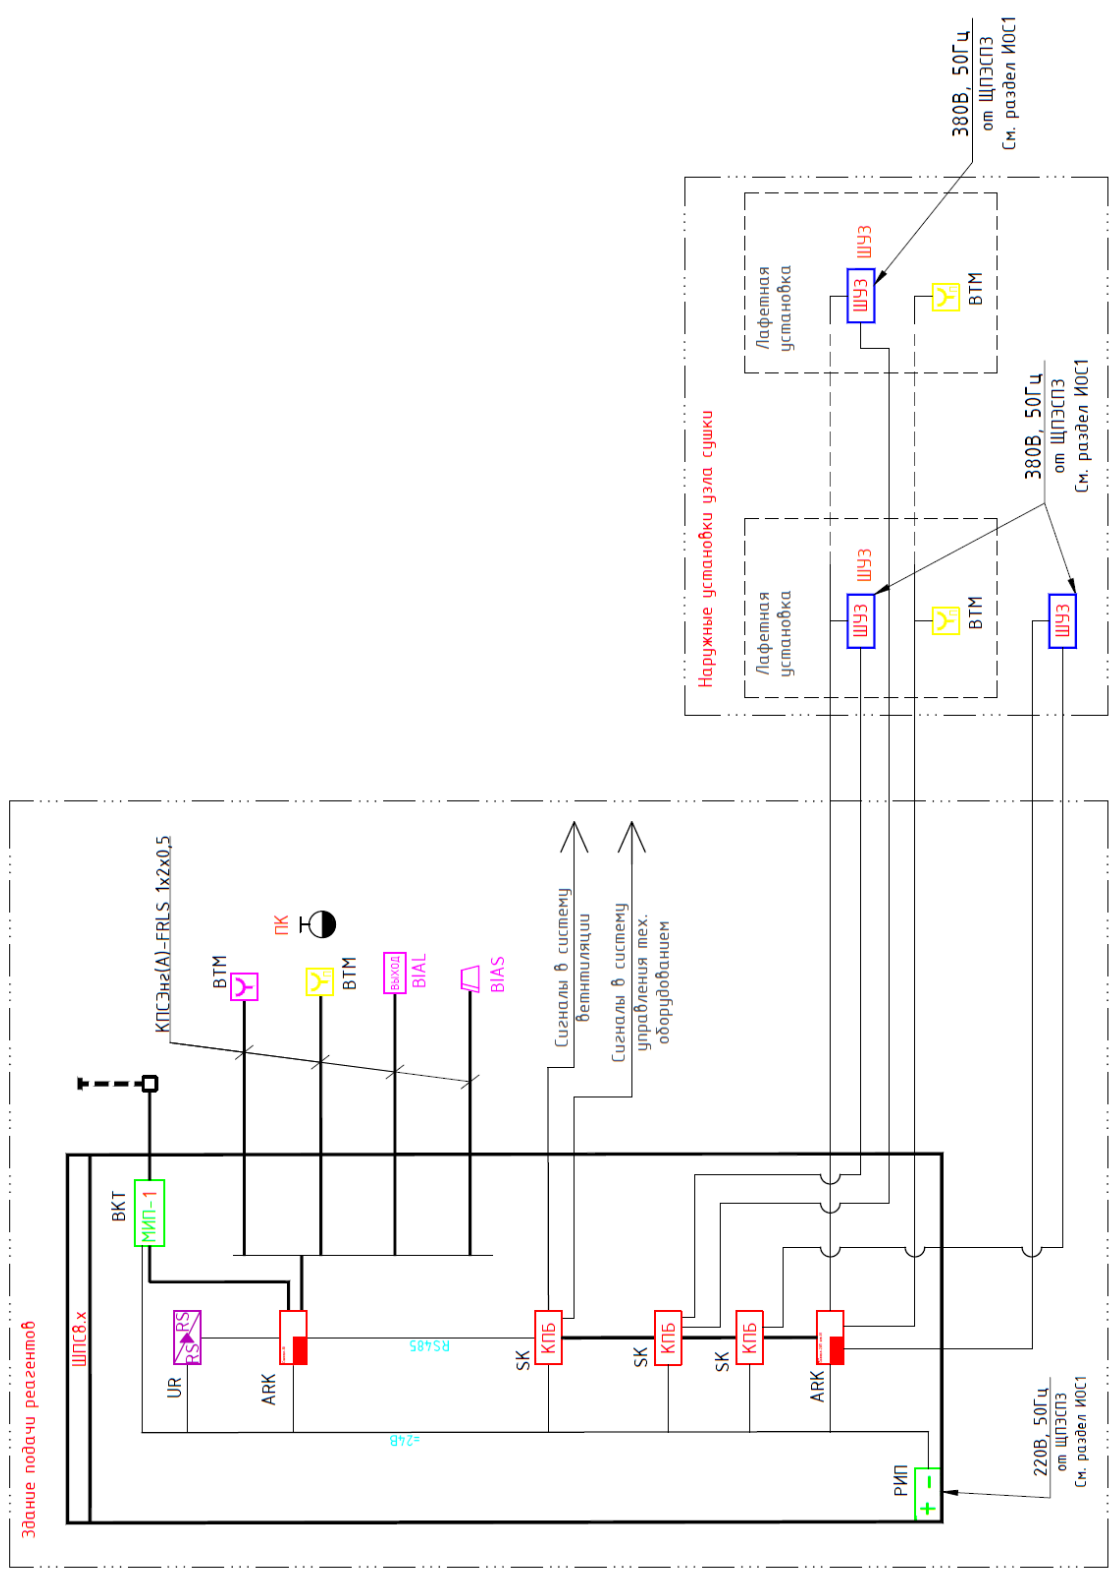 Здание подачи реагентов
ШПС8.х
ВКТ
МИП-1
КПСЭнг(А)-FRLS 1х2х0,5
ВТМ
ПК
ВТМ
ВЫХОД
BIAL
BIAS
UR
RS
RS
ARK
RS485
SK
КПБ
Сигналы в систему
ветнтиляции
Сигналы в систему
управления тех.
оборудованием
SK
КПБ
SK
КПБ
ARK
=24В
РИП
+ -
220В, 50Гц
от ЩПЭСПЗ
См. раздел ИОС1
Наружные установки узла сушки
Лафетная
установка
ШУЗ
ШУЗ
ВТМ
ШУЗ
Лафетная
установка
ШУЗ
ШУЗ
ВТМ
380В, 50Гц
от ЩПЭСПЗ
См. раздел ИОС1
380В, 50Гц
от ЩПЭСПЗ
См. раздел ИОС1